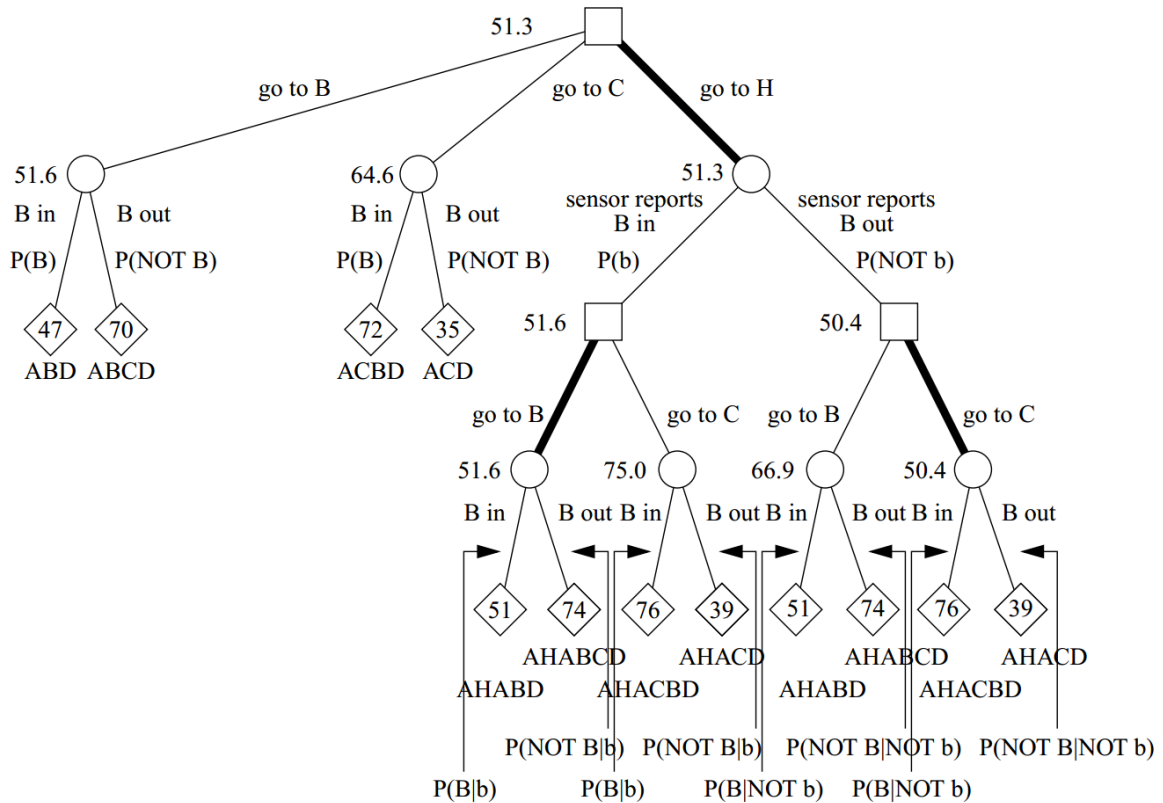 51.3
go to B
go to C
go to H
51.6
64.6
51.3
B in
B out
B in
B out
sensor reports
B in
sensor reports
B out
P(B)
P(NOT B)
P(B)
P(NOT B)
P(b)
P(NOT b)
47
70
72
35
51.6
50.4
ABD
ABCD
ACBD
ACD
go to B
go to C
go to B
go to C
51.6
75.0
66.9
50.4
B in
B out
B in
B out
B in
B out
B in
B out
51
74
76
39
51
74
76
39
AHABCD
AHACD
AHABCD
AHACD
AHABD
AHACBD
AHABD
AHACBD
P(NOT B|b)
P(NOT B|b)
P(NOT B|NOT b)
P(NOT B|NOT b)
P(B|b)
P(B|b)
P(B|NOT b)
P(B|NOT b)